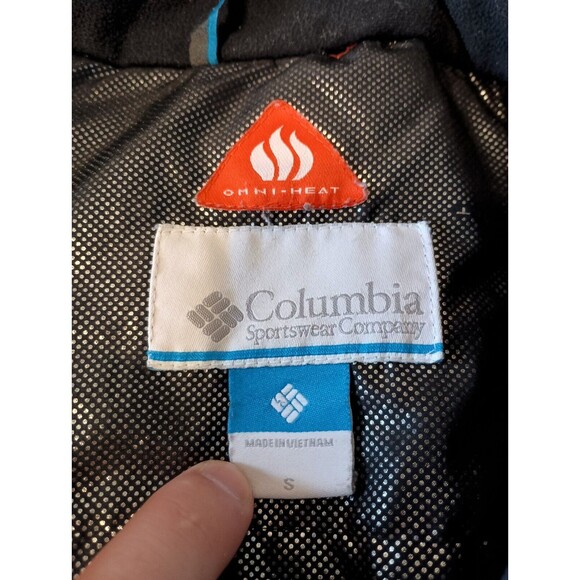 OMNI-HEAT
Columbia
Sportswear Company
MADE IN VIETNAM
S